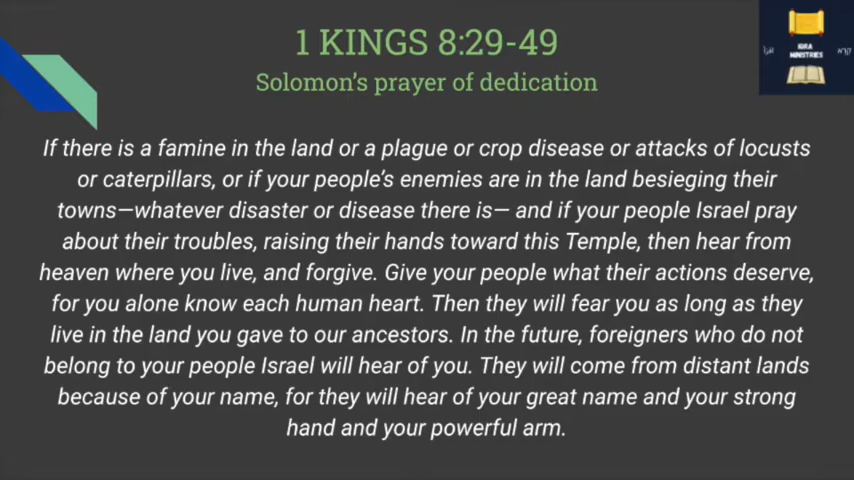 1 KINGS 8:29-49
Solomon's prayer of dedication
IQRA
MINISTRIES
If there is a famine in the land or a plague or crop disease or attacks of locusts
or caterpillars, or if your people's enemies are in the land besieging their
towns—whatever disaster or disease there is— and if your people Israel pray
about their troubles, raising their hands toward this Temple, then hear from
heaven where you live, and forgive. Give your people what their actions deserve,
for you alone know each human heart. Then they will fear you as long as they
live in the land you gave to our ancestors. In the future, foreigners who do not
belong to your people Israel will hear of you. They will come from distant lands
because of your name, for they will hear of your great name and your strong
hand and your powerful arm.